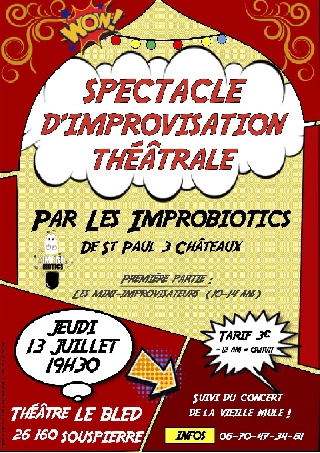 WOW!
SPECTACLE
D'IMPROVISATION
THÉÂTRALE
PAR LES IMPROBIOTICS
DE ST PAUL 3 CHÂTEAUX
PREMIÈRE PARTIE :
LES MINI-IMPROVISATEURS (10-14 ANS)
JEUDI
13 JUILLET
19H30
TARIF 3€
-12 ANS = GRATUIT
THÉÂTRE LE BLED
26 160 SOUSPIERRE
SUIVI DU CONCERT
DE LA VIEILLE MULE !
INFOS 06-70-47-34-81